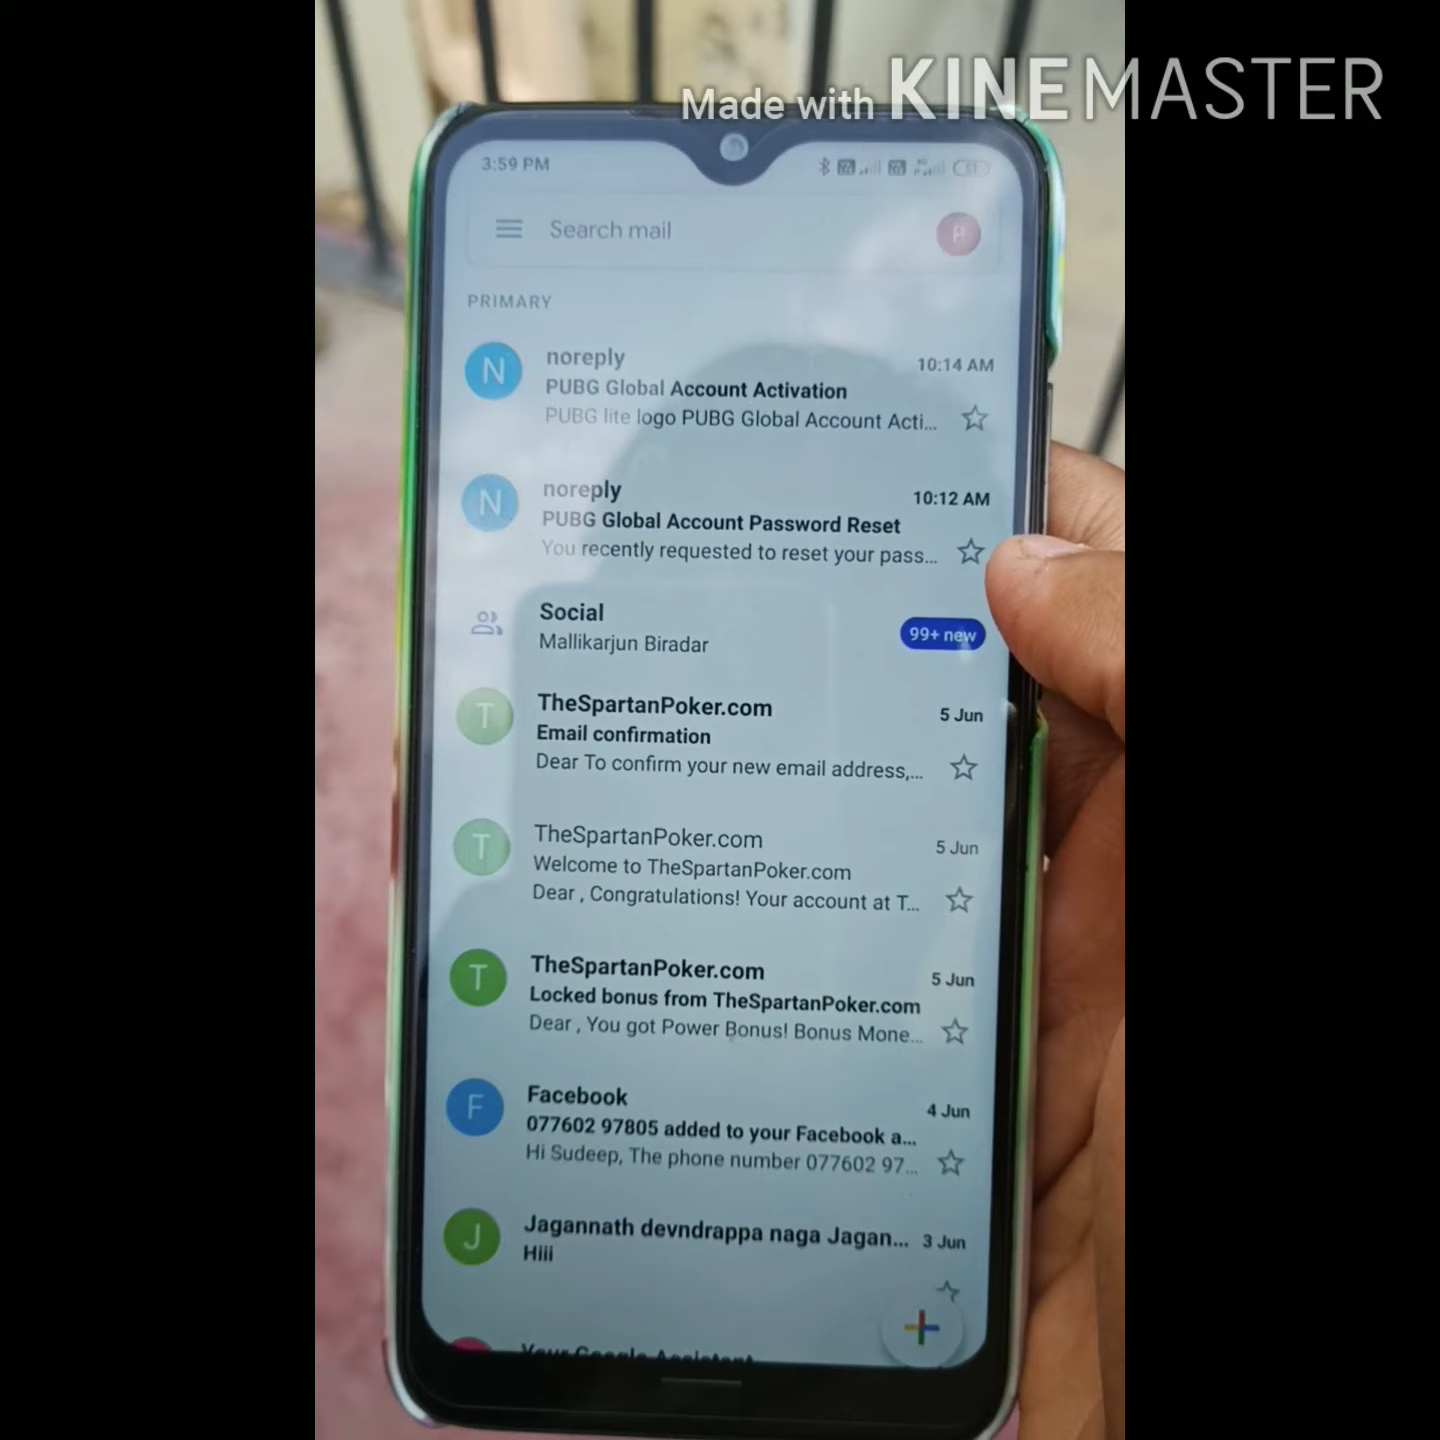 Made with KINEMASTER
3:59 PM
Search mail
P
PRIMARY
N
noreply
10:14 AM
PUBG Global Account Activation
PUBG lite logo PUBG Global Account Acti...
N
noreply
10:12 AM
PUBG Global Account Password Reset
You recently requested to reset your pass...
Social
99+ new
Mallikarjun Biradar
T
TheSpartanPoker.com
5 Jun
Email confirmation
Dear To confirm your new email address,...
T
TheSpartanPoker.com
5 Jun
Welcome to TheSpartanPoker.com
Dear , Congratulations! Your account at T...
T
TheSpartanPoker.com
5 Jun
Locked bonus from TheSpartanPoker.com
Dear , You got Power Bonus! Bonus Mone...
F
Facebook
4 Jun
077602 97805 added to your Facebook a...
Hi Sudeep, The phone number 077602 97...
J
Jagannath devndrappa naga Jagan...
3 Jun
Hiii
Your Google Assistant